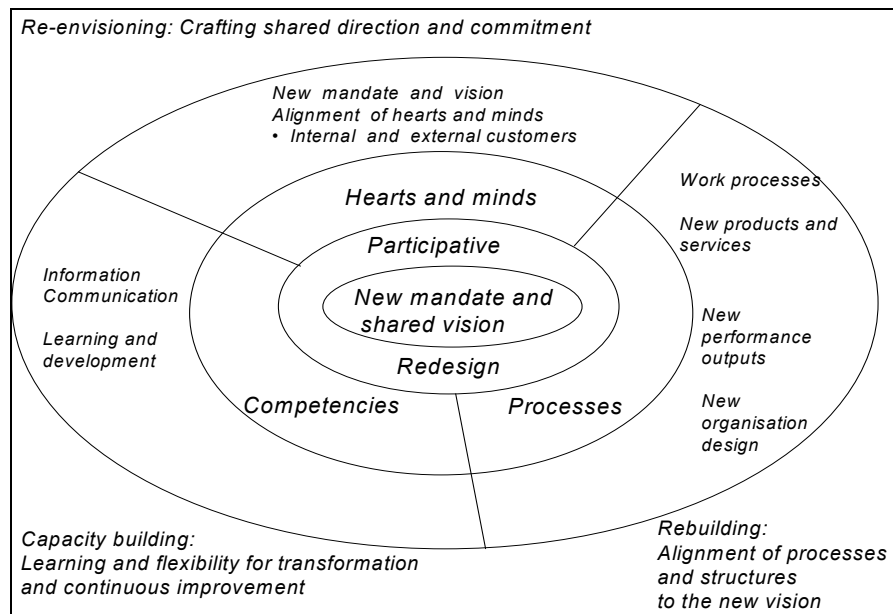 Re-envisioning: Crafting shared direction and commitment
New mandate and vision
Alignment of hearts and minds
• Internal and external customers
Hearts and minds
Work processes
New products and
services
Participative
Information
Communication
Learning and
development
New mandate and
shared vision
New
performance
outputs
Redesign
Competencies
Processes
New
organisation
design
Capacity building:
Learning and flexibility for transformation
and continuous improvement
Rebuilding:
Alignment of processes
and structures
to the new vision